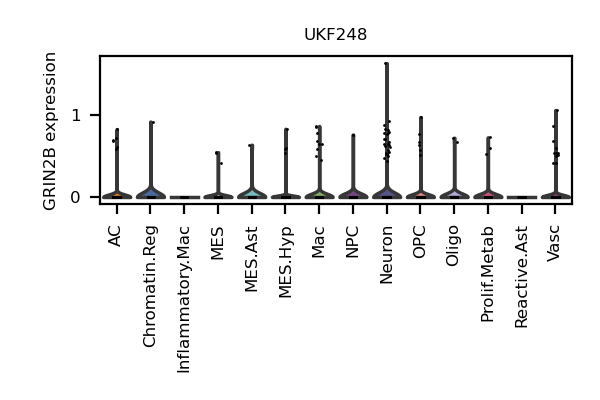 UKF248
GRIN2B expression
1
0
AC
Chromatin.Reg
Inflammatory.Mac
MES
MES.Ast
MES.Hyp
Mac
NPC
Neuron
OPC
Oligo
Prolif.Metab
Reactive.Ast
Vasc